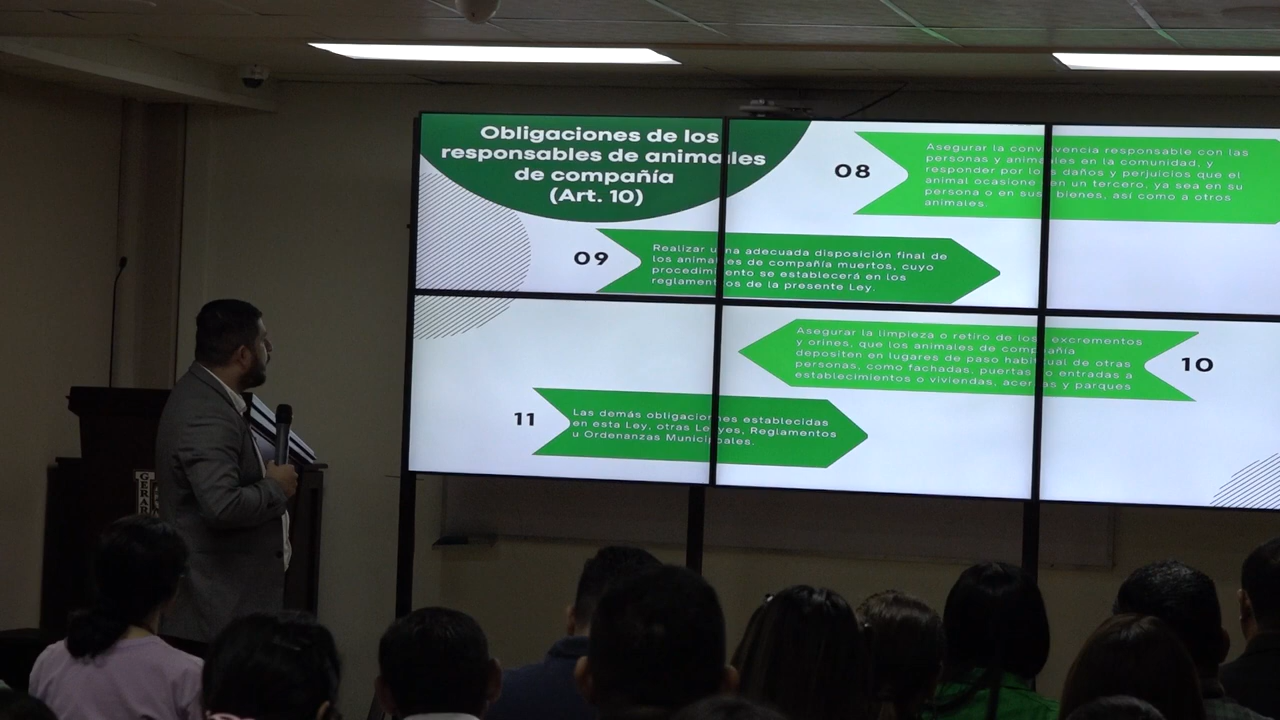 Obligaciones de los
responsables de animales
de compañía
(Art. 10)
08
Asegurar la convivencia responsable con las
personas y animales en la comunidad, y
responder por los daños y perjuicios que el
animal ocasione en un tercero, ya sea en su
persona o en sus bienes, así como a otros
animales.
09
Realizar una adecuada disposición final de
los animales de compañía muertos, cuyo
procedimiento se establecerá en los
reglamentos de la presente Ley.
Asegurar la limpieza o retiro de los excrementos
y orines, que los animales de compañía
depositen en lugares de paso habitual de otras
personas, como fachadas, puertas o entradas a
establecimientos o viviendas, aceras y parques
10
11
Las demás obligaciones establecidas
en esta Ley, otras Leyes, Reglamentos
u Ordenanzas Municipales.
GERAR